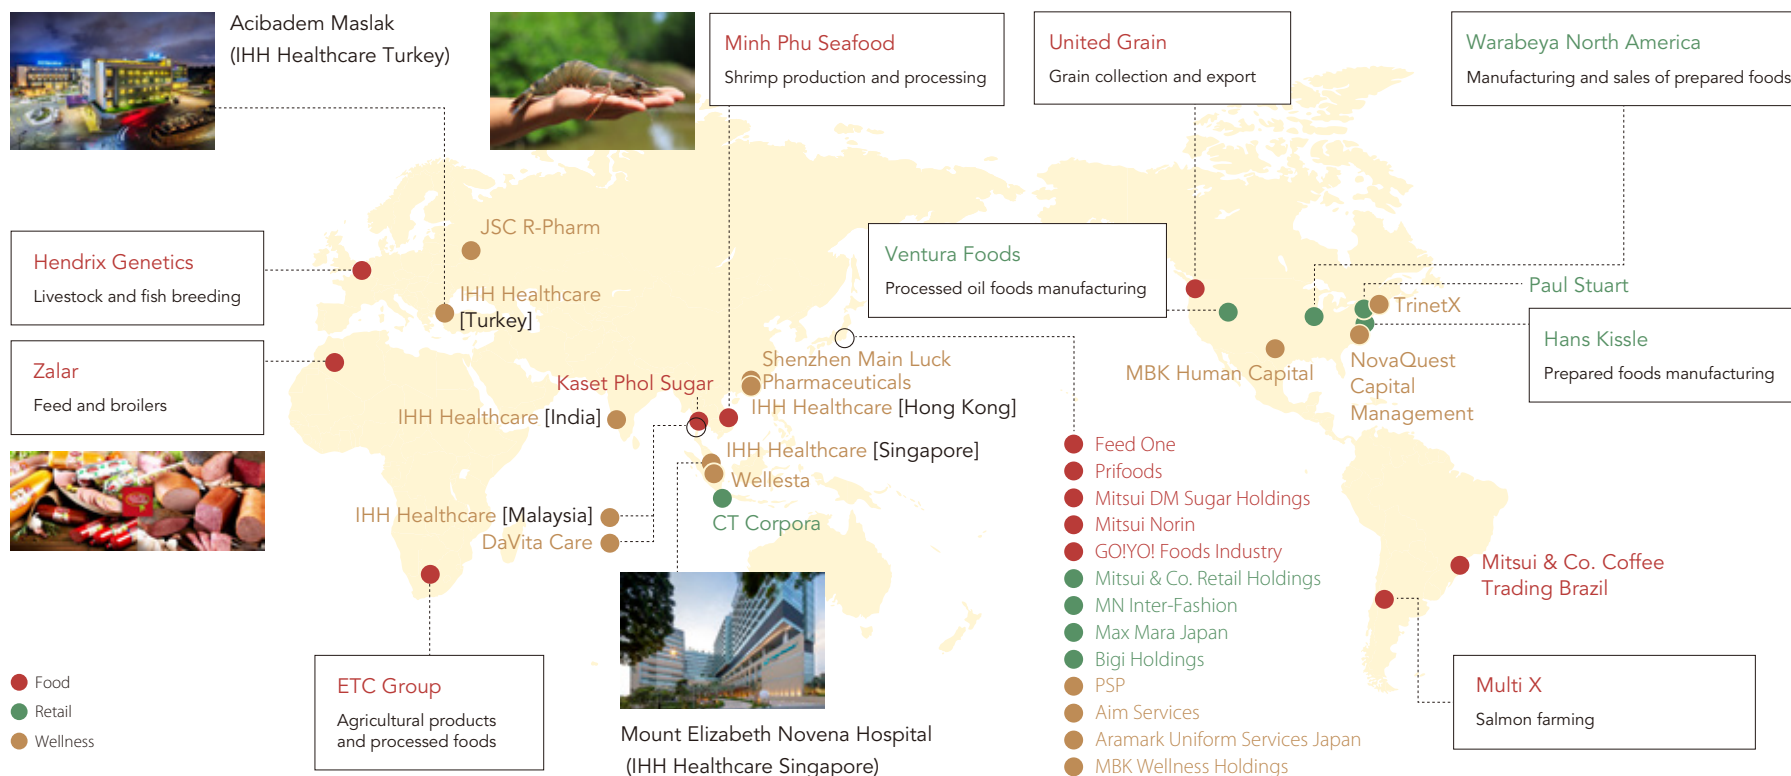 Acibadem Maslak
(IHH Healthcare Turkey)
Minh Phu Seafood
Shrimp production and processing
United Grain
Grain collection and export
Warabeya North America
Manufacturing and sales of prepared foods
JSC R-Pharm
Hendrix Genetics
Livestock and fish breeding
IHH Healthcare
[Turkey]
Ventura Foods
Processed oil foods manufacturing
Paul Stuart
TrinetX
Hans Kissle
Prepared foods manufacturing
Zalar
Feed and broilers
Kaset Phol Sugar
Shenzhen Main Luck
Pharmaceuticals
IHH Healthcare [Hong Kong]
MBK Human Capital
NovaQuest
Capital
Management
IHH Healthcare [India]
IHH Healthcare [Singapore]
Wellesta
CT Corpora
IHH Healthcare [Malaysia]
DaVita Care
Feed One
Prifoods
Mitsui DM Sugar Holdings
Mitsui Norin
GO!YO! Foods Industry
Mitsui & Co. Retail Holdings
MN Inter-Fashion
Max Mara Japan
Bigi Holdings
PSP
Aim Services
Aramark Uniform Services Japan
MBK Wellness Holdings
Mitsui & Co. Coffee
Trading Brazil
Multi X
Salmon farming
ETC Group
Agricultural products
and processed foods
Mount Elizabeth Novena Hospital
(IHH Healthcare Singapore)
Food
Retail
Wellness